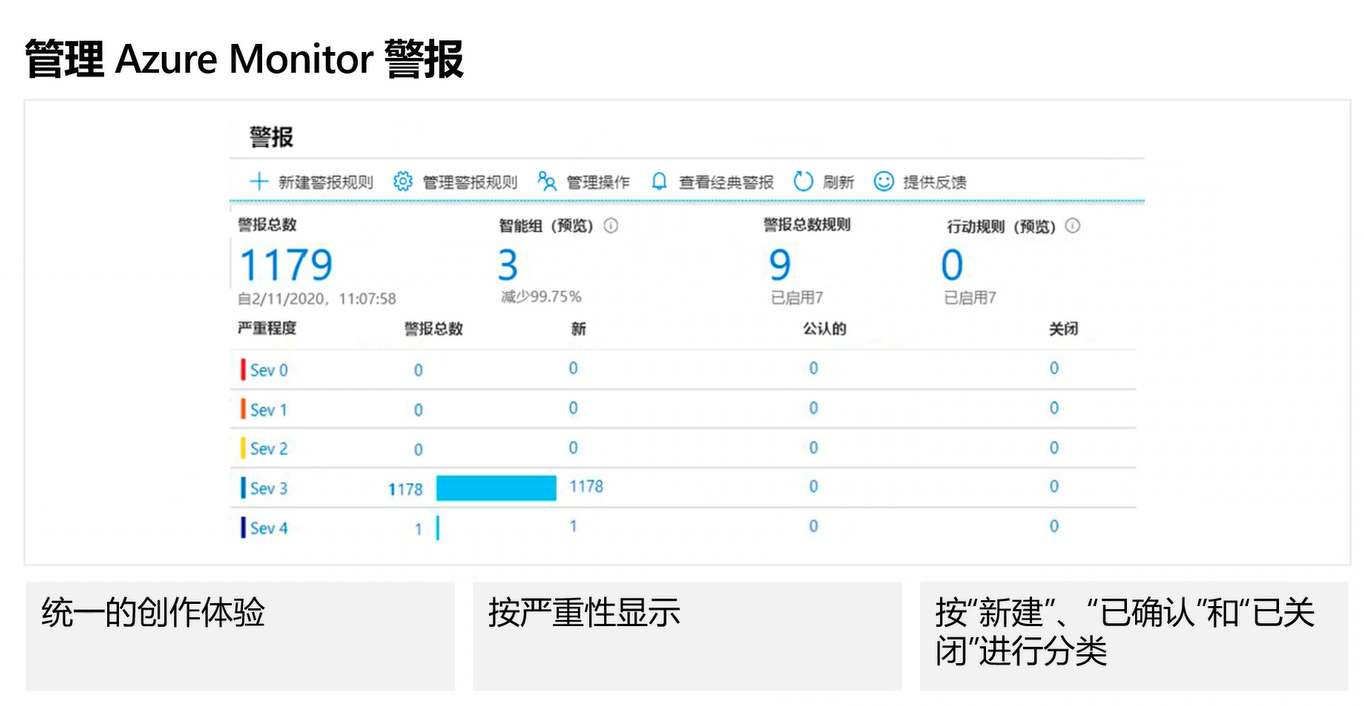 管理 Azure Monitor 警报
警报
新建警报规则 管理警报规则 管理操作 查看经典警报 刷新 提供反馈
警报总数 智能组（预览） 警报总数规则 行动规则（预览）
1179 3 9 0
自2/11/2020，11:07:58 减少99.75% 已启用7 已启用7
严重程度 警报总数 新 公认的 关闭
Sev 0 0 0 0 0
Sev 1 0 0 0 0
Sev 2 0 0 0 0
Sev 3 1178 1178 0 0
Sev 4 1 1 0 0
统一的创作体验
按严重性显示
按“新建”、“已确认”和“已关
闭”进行分类